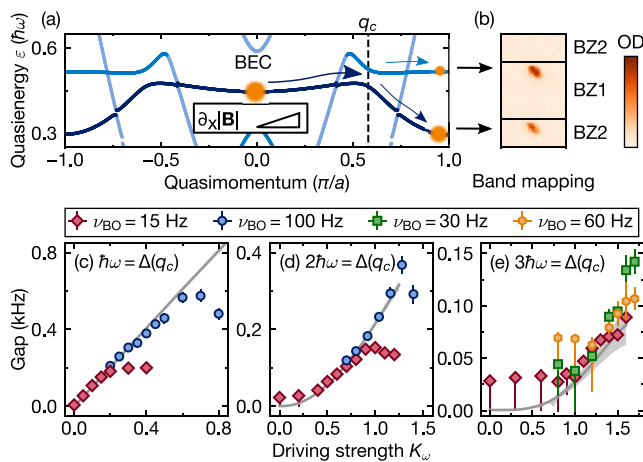 (a)
q_c
(b)
Quasienergy ε (ħω)
0.6
0.3
BEC
∂_X|B|
−1.0 −0.5 0.0 0.5 1.0
Quasimomentum (π/a)
BZ2
BZ1
BZ2
OD
Band mapping
ν_BO = 15 Hz ν_BO = 100 Hz ν_BO = 30 Hz ν_BO = 60 Hz
Gap (kHz)
(c) ħω = Δ(q_c)
0.8
0.4
0.0
0.0 0.4 0.8
(d) 2ħω = Δ(q_c)
0.4
0.2
0.0
0.0 0.5 1.0 1.5
(e) 3ħω = Δ(q_c)
0.15
0.10
0.05
0.00
0.0 0.5 1.0 1.5
Driving strength K_ω